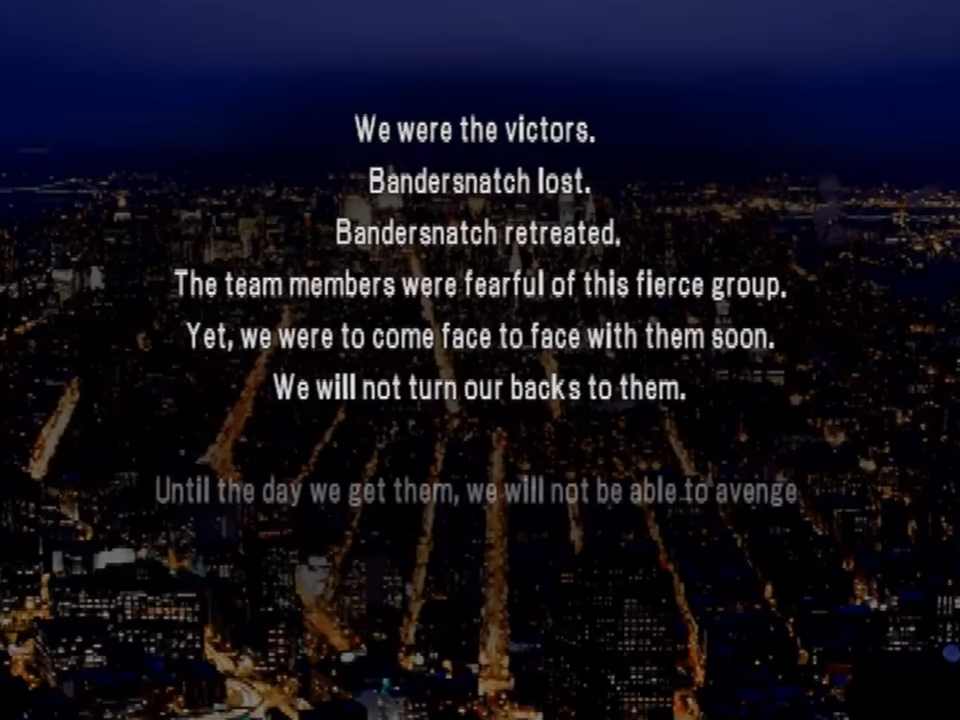 We were the victors.
Bandersnatch lost.
Bandersnatch retreated.
The team members were fearful of this fierce group.
Yet, we were to come face to face with them soon.
We will not turn our backs to them.
Until the day we get them, we will not be able to avenge